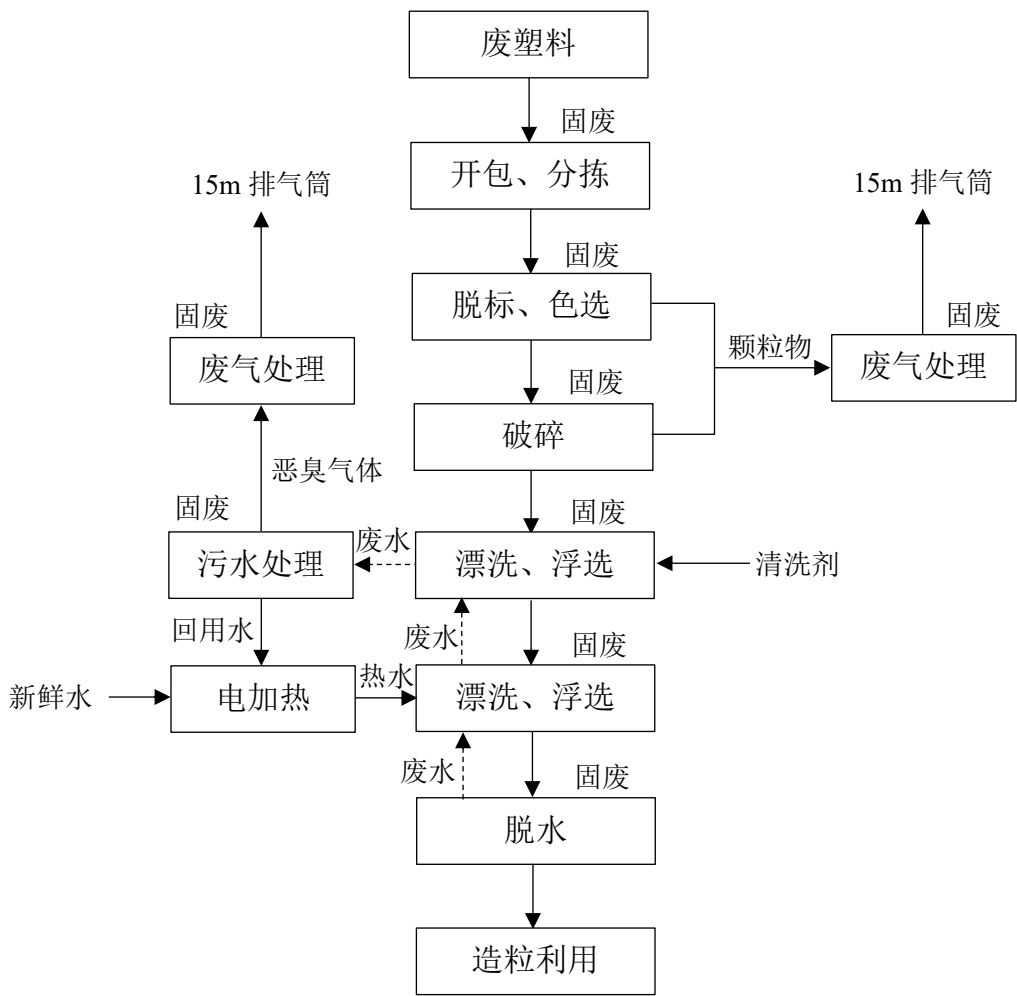 废塑料
固废
开包、分拣
15m 排气筒
15m 排气筒
固废
脱标、色选
固废
固废
颗粒物
废气处理
废气处理
固废
破碎
恶臭气体
固废
固废
废水
污水处理
漂洗、浮选
清洗剂
回用水
废水
固废
热水
新鲜水
电加热
漂洗、浮选
废水
固废
脱水
造粒利用